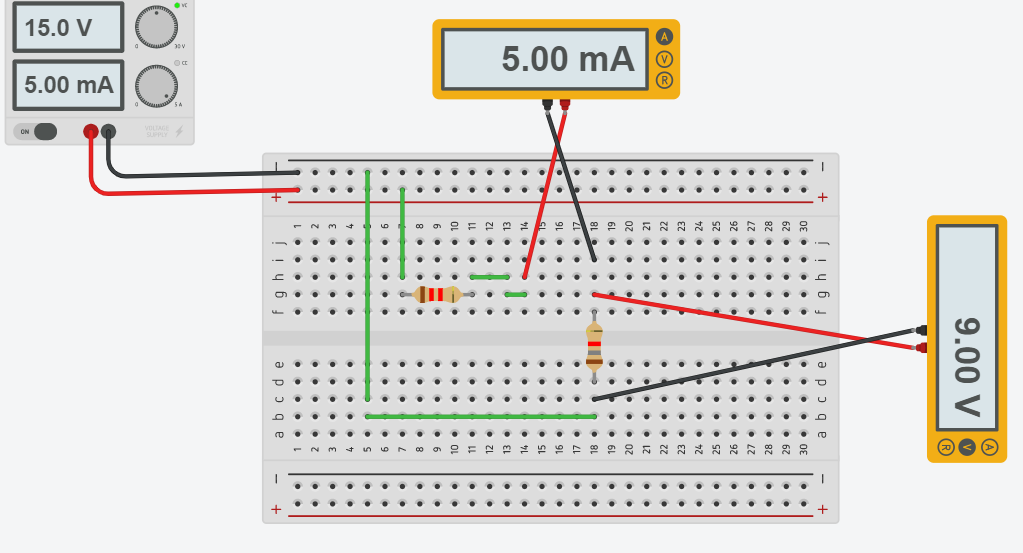 15.0 V
VC
0 30 V
5.00 mA
CC
0 5 A
ON
VOLTAGE
SUPPLY
5.00 mA
A
V
R
− −
+ +
1 2 3 4 5 6 7 8 9 10 11 12 13 14 15 16 17 18 19 20 21 22 23 24 25 26 27 28 29 30
j j
i i
h h
g g
f f
e e
d d
c c
b b
a a
1 2 3 4 5 6 7 8 9 10 11 12 13 14 15 16 17 18 19 20 21 22 23 24 25 26 27 28 29 30
− −
+ +
9.00 V
A
V
R